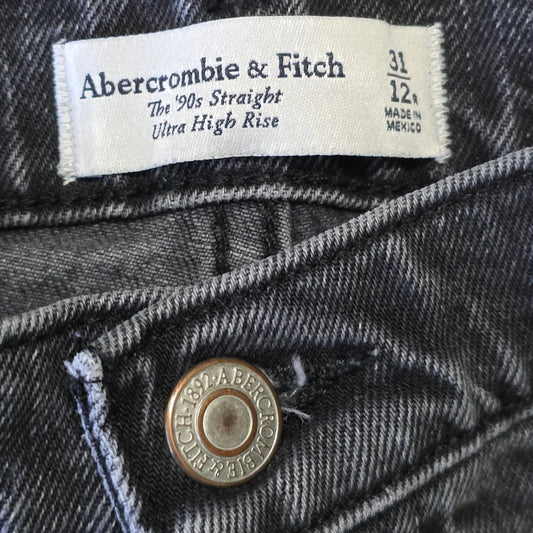 Abercrombie & Fitch
The '90s Straight
Ultra High Rise
31
12R
MADE IN
MEXICO
1892·ABERCROMBIE & FITCH·